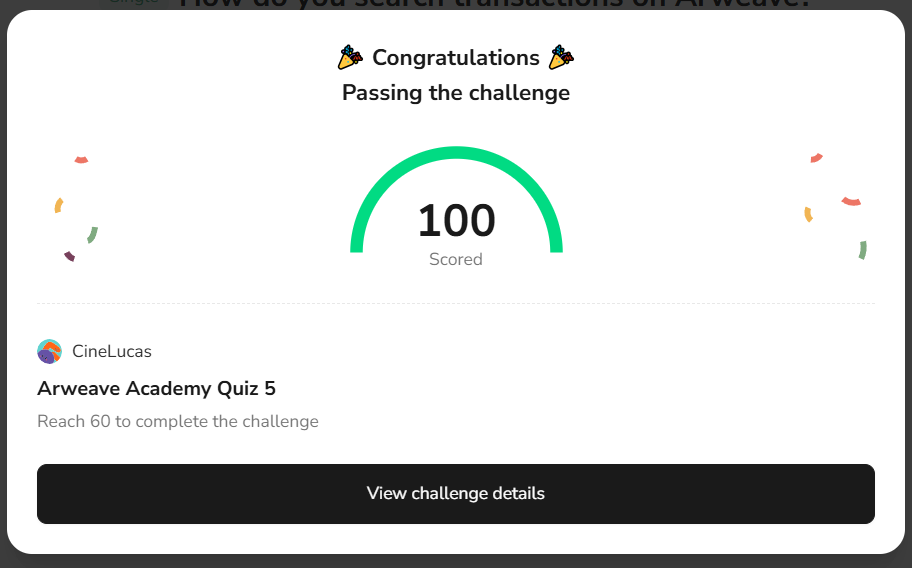 Single How do you search transactions on Arweave?
🎉 Congratulations 🎉
Passing the challenge
100
Scored
CineLucas
Arweave Academy Quiz 5
Reach 60 to complete the challenge
View challenge details